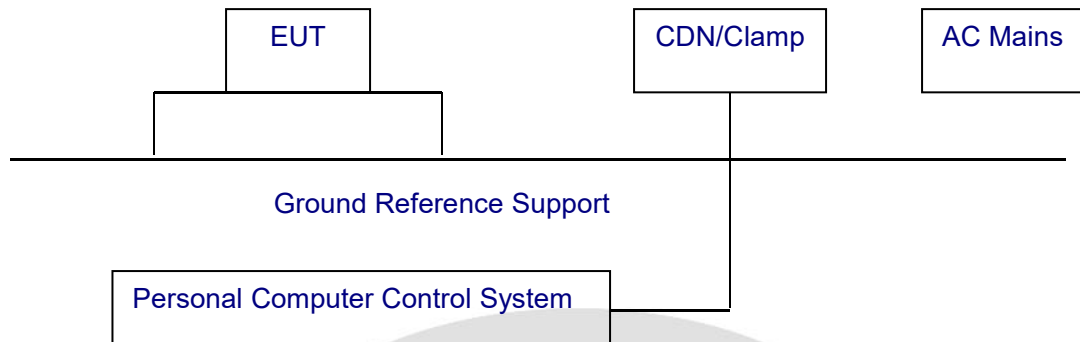 EUT
CDN/Clamp
AC Mains
Ground Reference Support
Personal Computer Control System